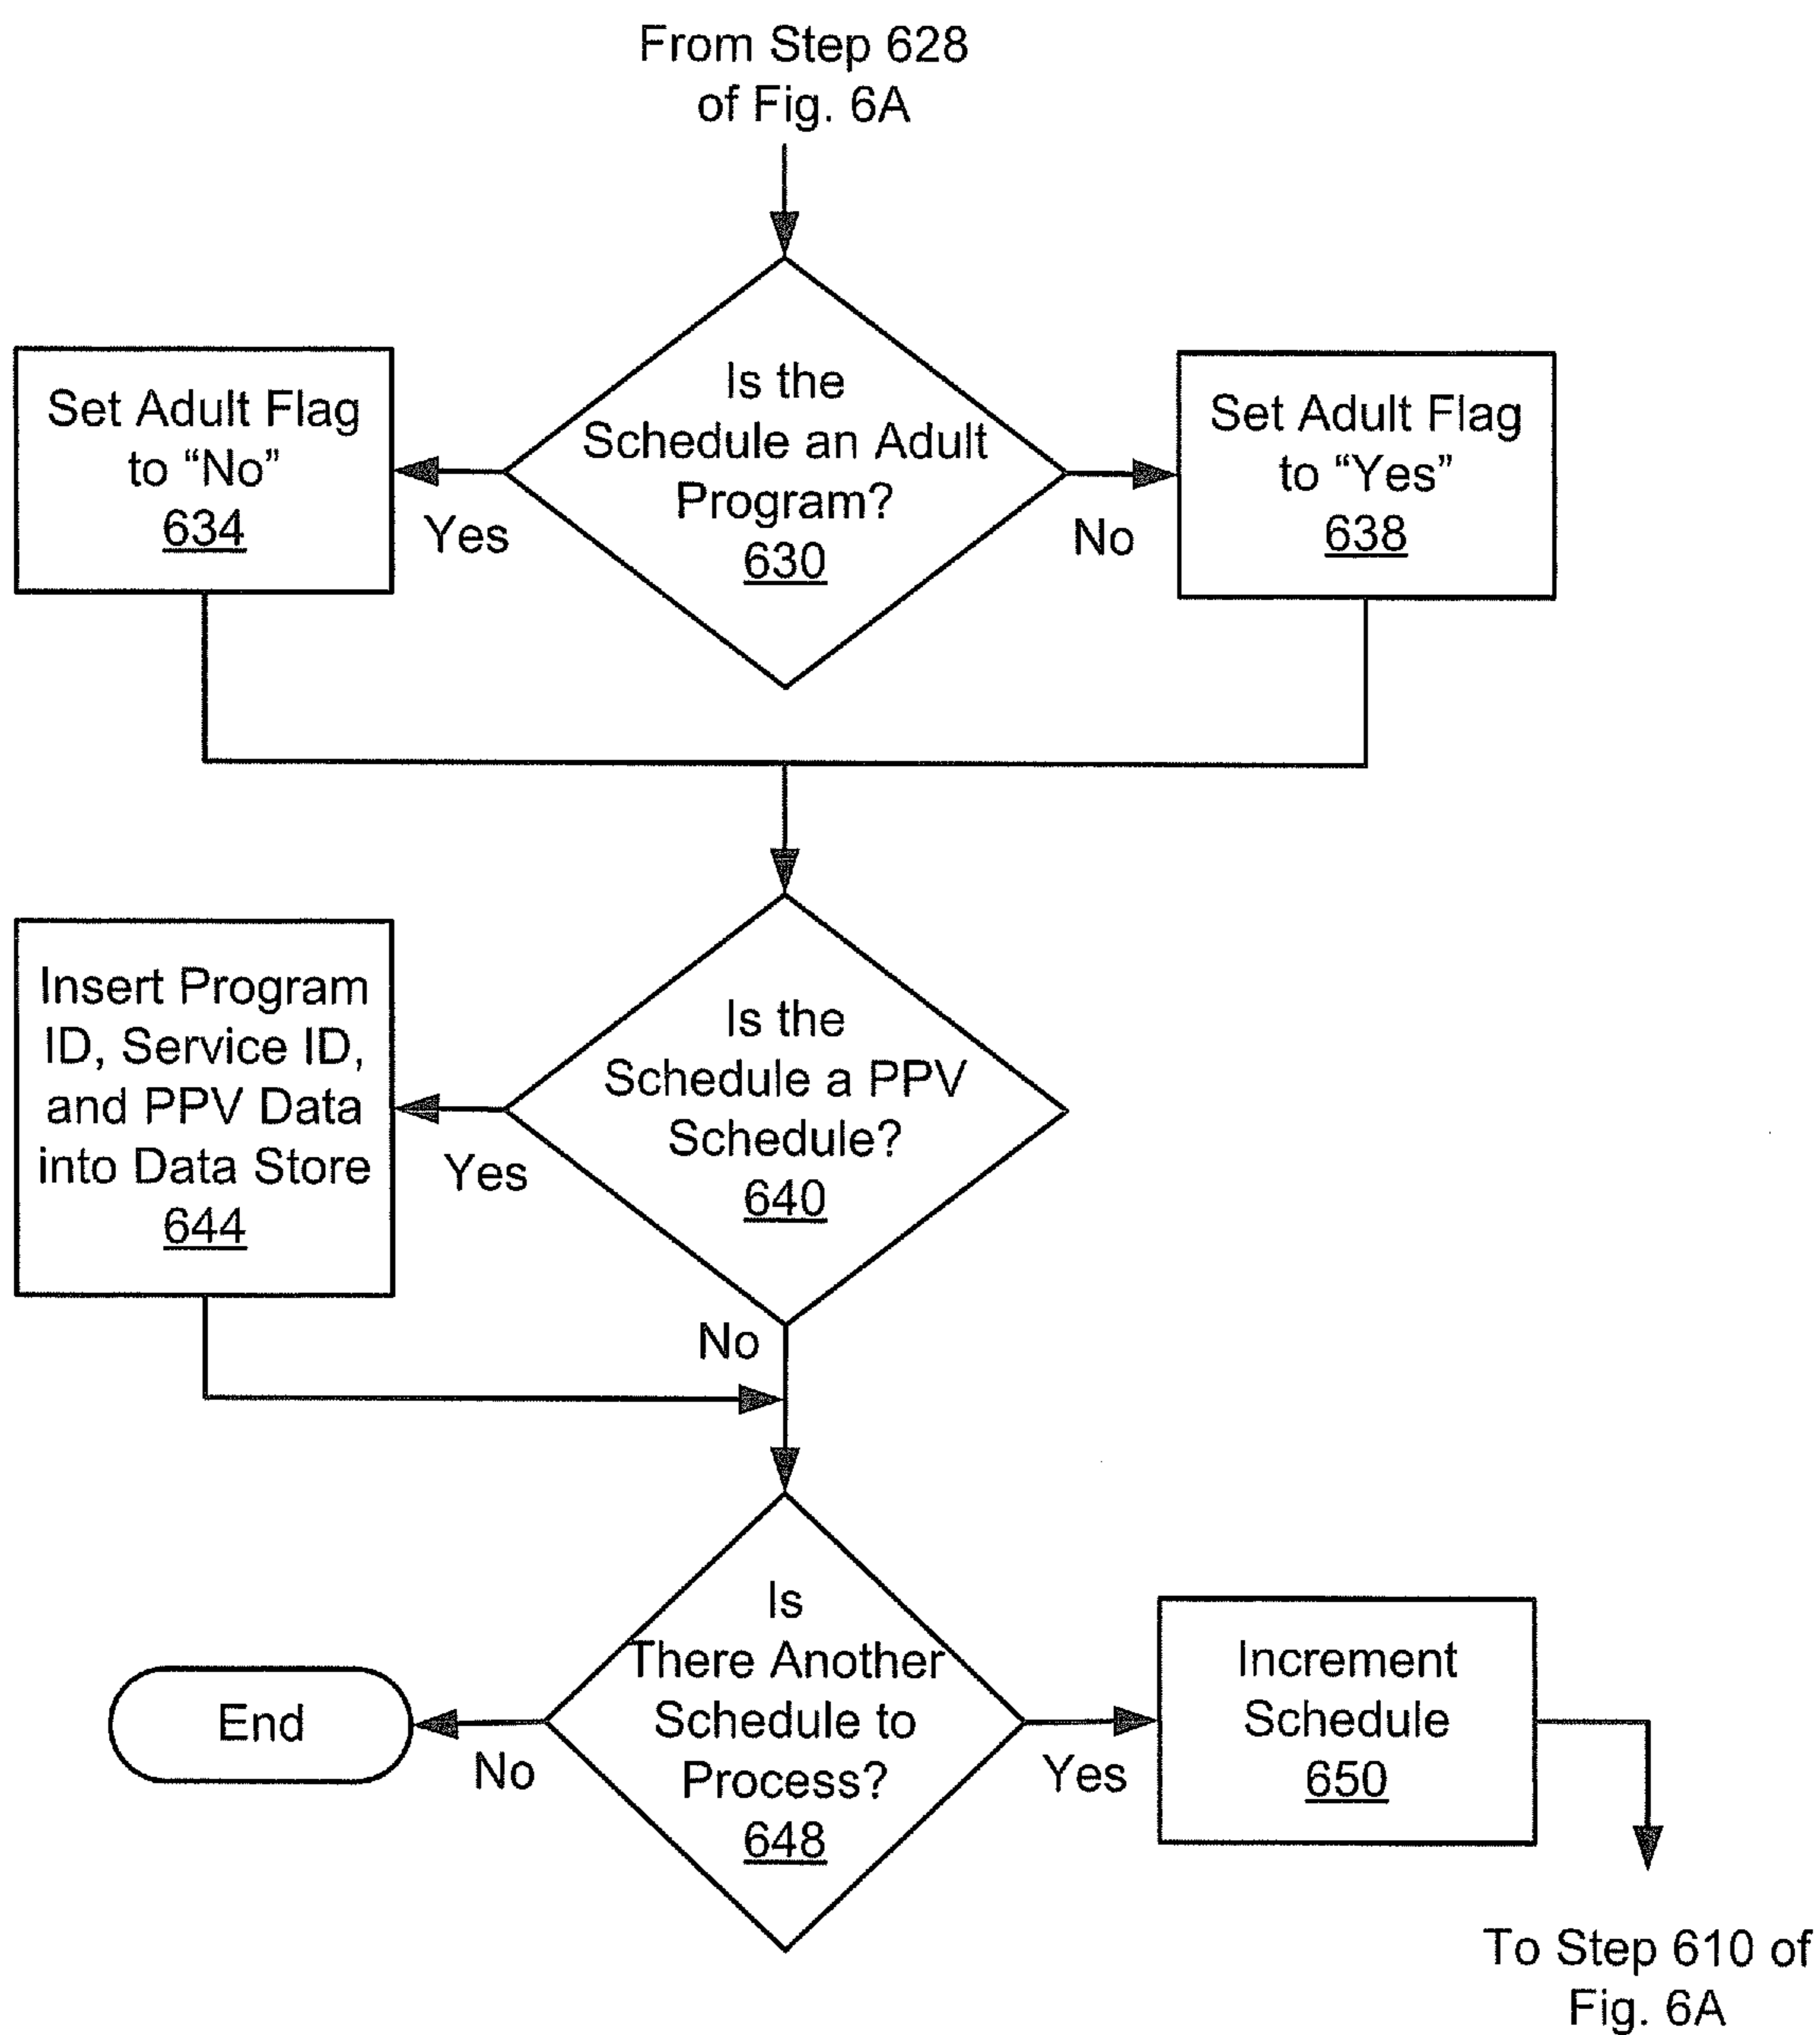 From Step 628
of Fig. 6A
Is the
Schedule an Adult
Program?
630
Set Adult Flag
to “No”
634
Yes
No
Set Adult Flag
to “Yes”
638
Is the
Schedule a PPV
Schedule?
640
Insert Program
ID, Service ID,
and PPV Data
into Data Store
644
Yes
No
Is
There Another
Schedule to
Process?
648
End
No
Yes
Increment
Schedule
650
To Step 610 of
Fig. 6A